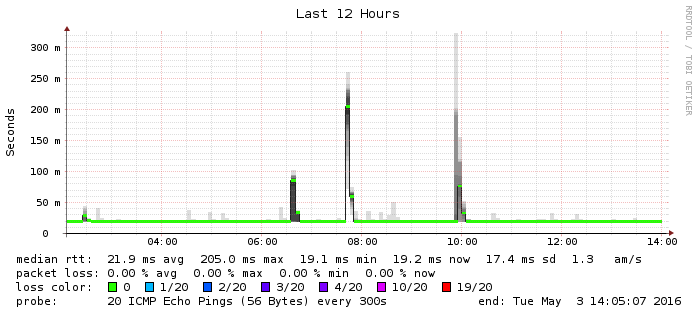 Last 12 Hours
RRDTOOL / TOBI OETIKER
Seconds
300 m
250 m
200 m
150 m
100 m
50 m
0
04:00 06:00 08:00 10:00 12:00 14:00
median rtt: 21.9 ms avg 205.0 ms max 19.1 ms min 19.2 ms now 17.4 ms sd 1.3 am/s
packet loss: 0.00 % avg 0.00 % max 0.00 % min 0.00 % now
loss color: 0 1/20 2/20 3/20 4/20 10/20 19/20
probe: 20 ICMP Echo Pings (56 Bytes) every 300s end: Tue May 3 14:05:07 2016